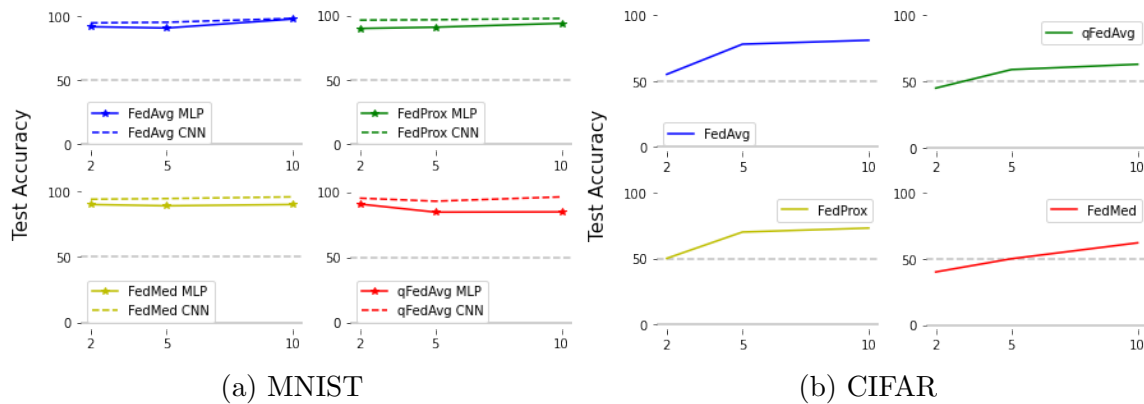 Test Accuracy
100
50
0
FedAvg MLP
FedAvg CNN
2 5 10
100
50
0
FedProx MLP
FedProx CNN
2 5 10
100
50
0
FedMed MLP
FedMed CNN
2 5 10
100
50
0
qFedAvg MLP
qFedAvg CNN
2 5 10
(a) MNIST
Test Accuracy
100
50
0
FedAvg
2 5 10
100
50
0
qFedAvg
2 5 10
100
50
0
FedProx
2 5 10
100
50
0
FedMed
2 5 10
(b) CIFAR